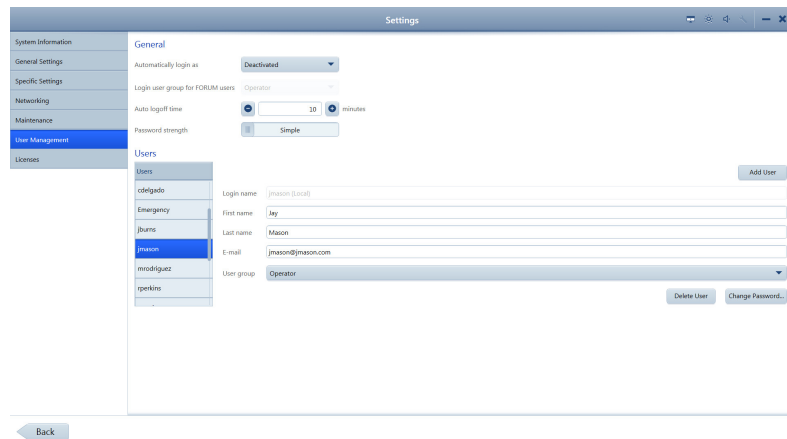 Settings
System Information
General Settings
Specific Settings
Networking
Maintenance
User Management
Licenses
General
Automatically login as Deactivated
Login user group for FORUM users Operator
Auto logoff time 10 minutes
Password strength Simple
Users
Users
cdelgado
Emergency
jburns
jmason
mrodriguez
rperkins
Add User
Login name jmason (Local)
First name Jay
Last name Mason
E-mail jmason@jmason.com
User group Operator
Delete User Change Password...
Back